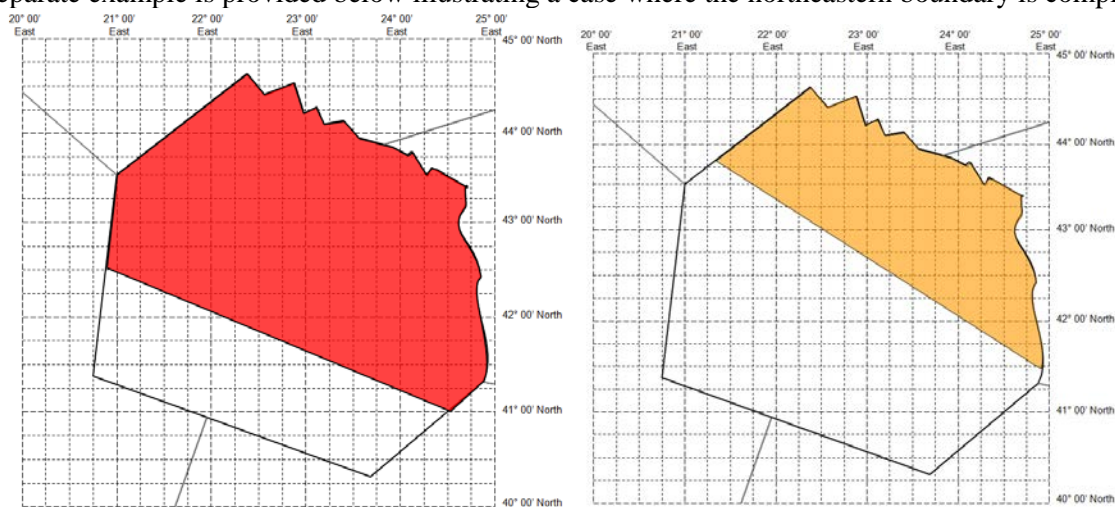 eparate example is provided below illustrating a case where the northeastern boundary is compl
20° 00' 21° 00' 22° 00' 23° 00' 24° 00' 25° 00'
East East East East East East
45° 00' North
44° 00' North
43° 00' North
42° 00' North
41° 00' North
40° 00' North
20° 00' 21° 00' 22° 00' 23° 00' 24° 00' 25° 00'
East East East East East East
45° 00' North
44° 00' North
43° 00' North
42° 00' North
41° 00' North
40° 00' North